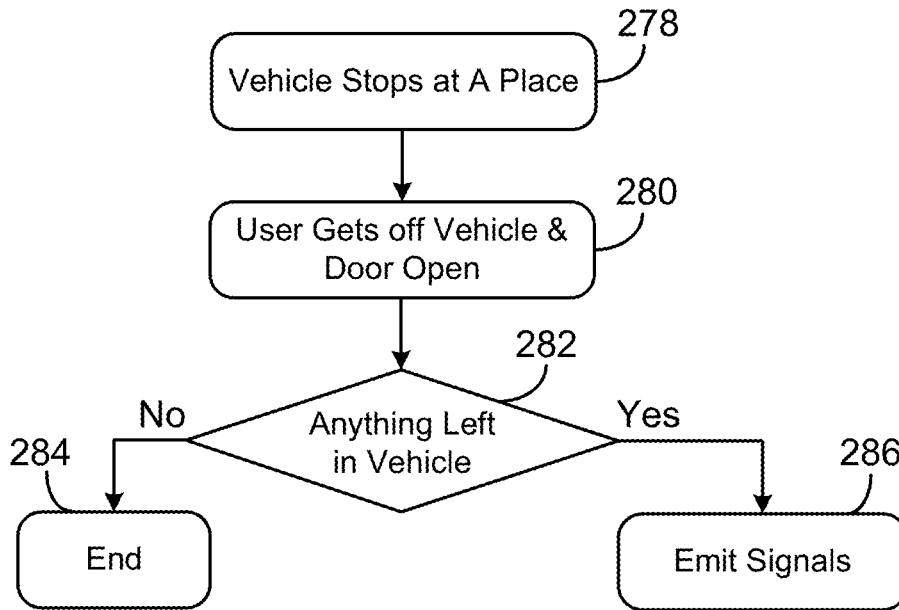 278
Vehicle Stops at A Place
280
User Gets off Vehicle &
Door Open
282
No
Anything Left
in Vehicle
Yes
284
286
End
Emit Signals